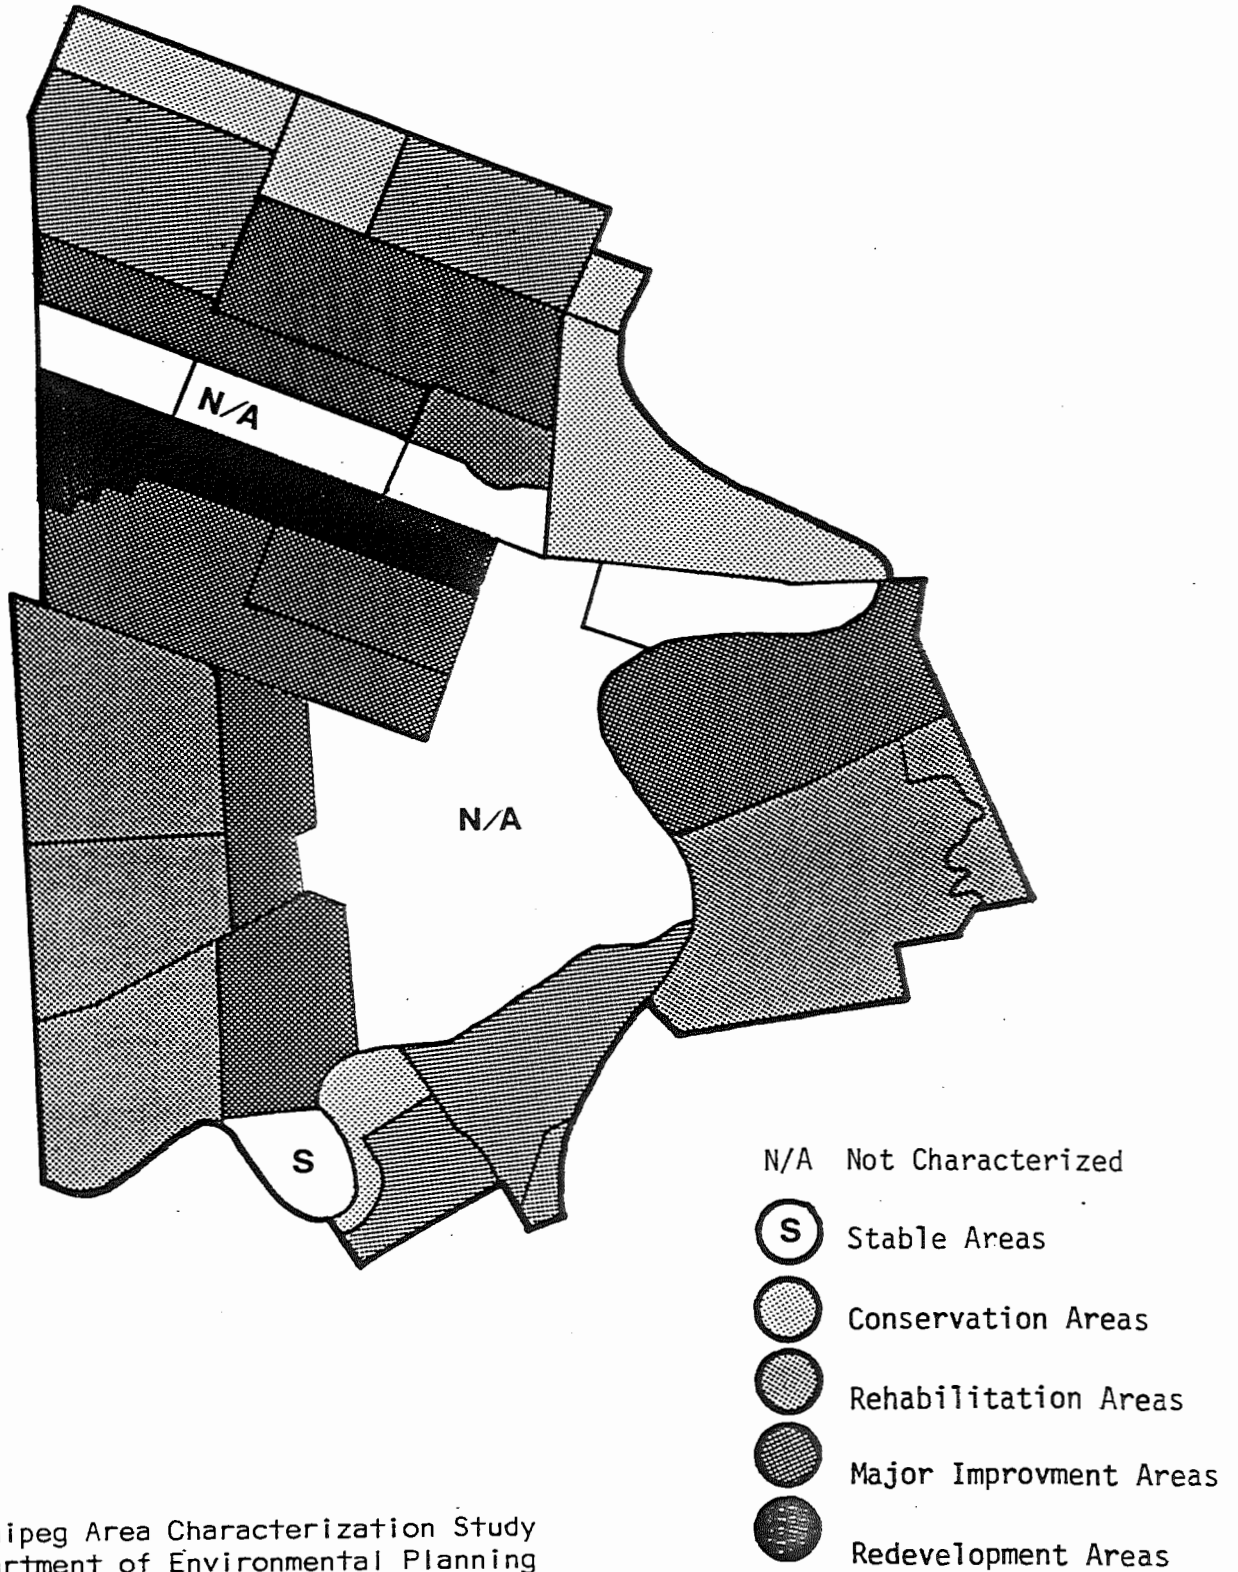 N/A
N/A
S
N/A Not Characterized
S Stable Areas
Conservation Areas
Rehabilitation Areas
Major Improvment Areas
Redevelopment Areas
ipeg Area Characterization Study
rtment of Environmental Planning